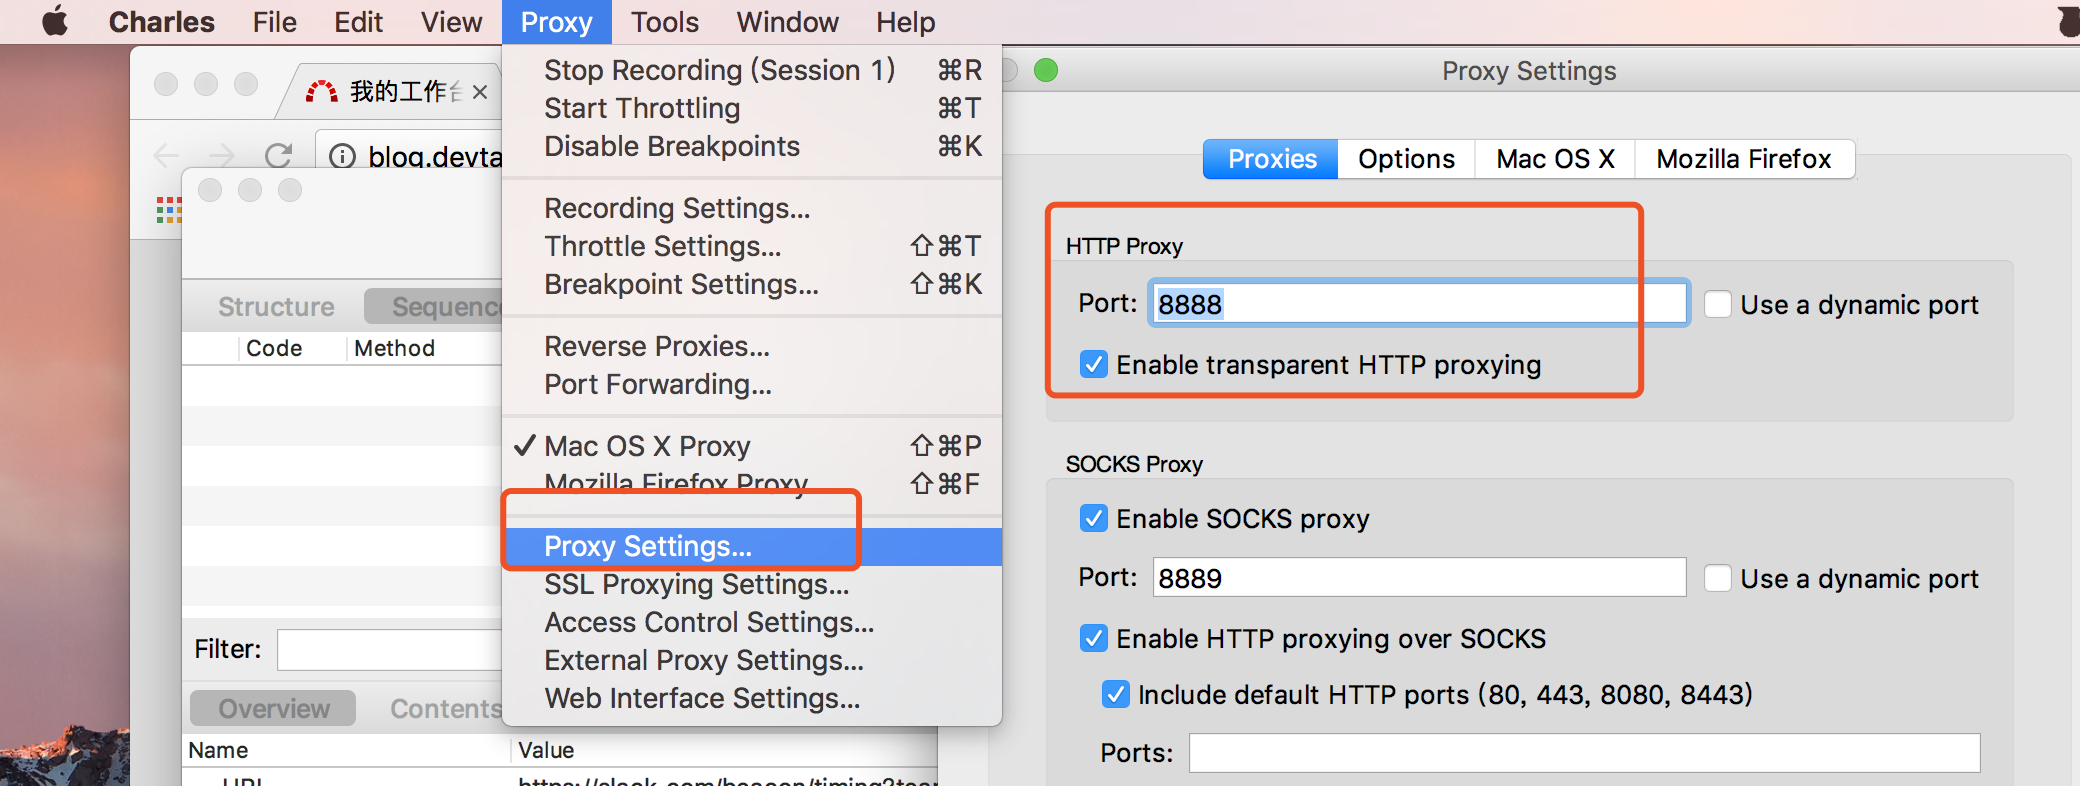 Charles File Edit View Proxy Tools Window Help
我的工作台
blog.devta
Structure Sequence
Code Method
Filter:
Overview Contents
Name Value
URL https://slack.com/beacon/timing?tear
Stop Recording (Session 1) ⌘R
Start Throttling ⌘T
Disable Breakpoints ⌘K
Recording Settings...
Throttle Settings... ⇧⌘T
Breakpoint Settings... ⇧⌘K
Reverse Proxies...
Port Forwarding...
✓ Mac OS X Proxy ⇧⌘P
Mozilla Firefox Proxy ⇧⌘F
Proxy Settings...
SSL Proxying Settings...
Access Control Settings...
External Proxy Settings...
Web Interface Settings...
Proxy Settings
Proxies Options Mac OS X Mozilla Firefox
HTTP Proxy
Port: 8888 Use a dynamic port
Enable transparent HTTP proxying
SOCKS Proxy
Enable SOCKS proxy
Port: 8889 Use a dynamic port
Enable HTTP proxying over SOCKS
Include default HTTP ports (80, 443, 8080, 8443)
Ports: